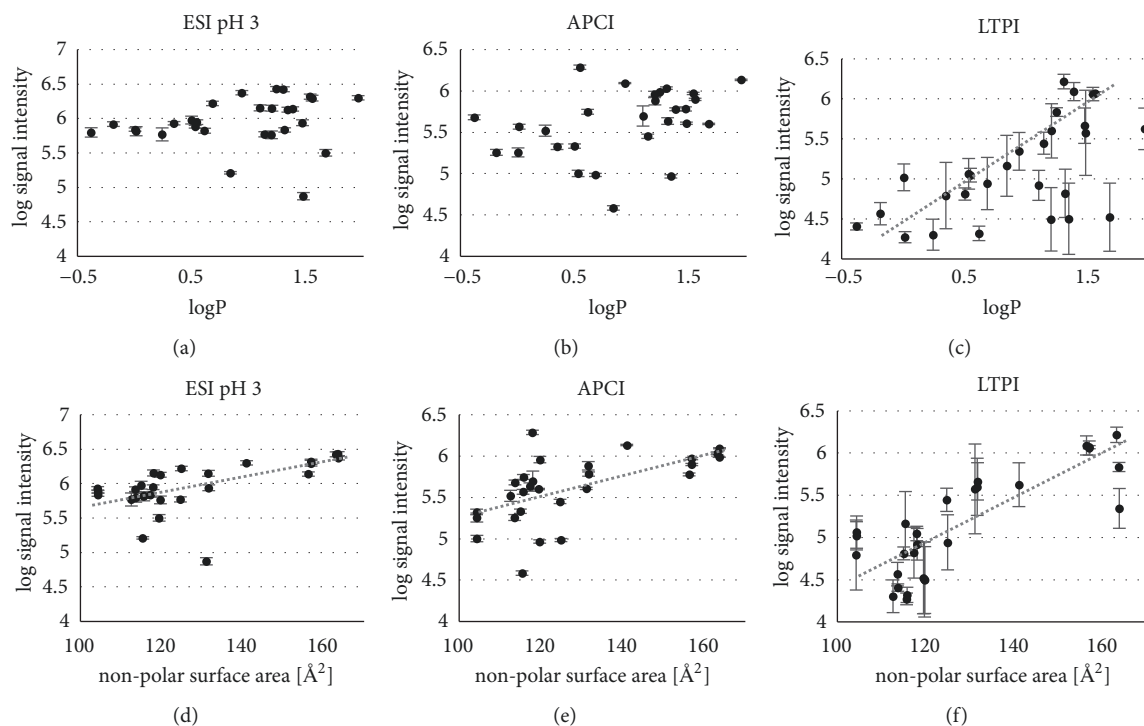 ESI pH 3
APCI
LTPI
log signal intensity
7
6.5
6
5.5
5
4.5
4
−0.5
0.5
1.5
logP
(a)
log signal intensity
6.5
6
5.5
5
4.5
4
−0.5
0.5
1.5
logP
(b)
log signal intensity
6.5
6
5.5
5
4.5
4
−0.5
0.5
1.5
logP
(c)
ESI pH 3
APCI
LTPI
log signal intensity
7
6.5
6
5.5
5
4.5
4
100
120
140
160
non-polar surface area [Å²]
(d)
log signal intensity
6.5
6
5.5
5
4.5
4
100
120
140
160
non-polar surface area [Å²]
(e)
log signal intensity
6.5
6
5.5
5
4.5
4
100
120
140
160
non-polar surface area [Å²]
(f)